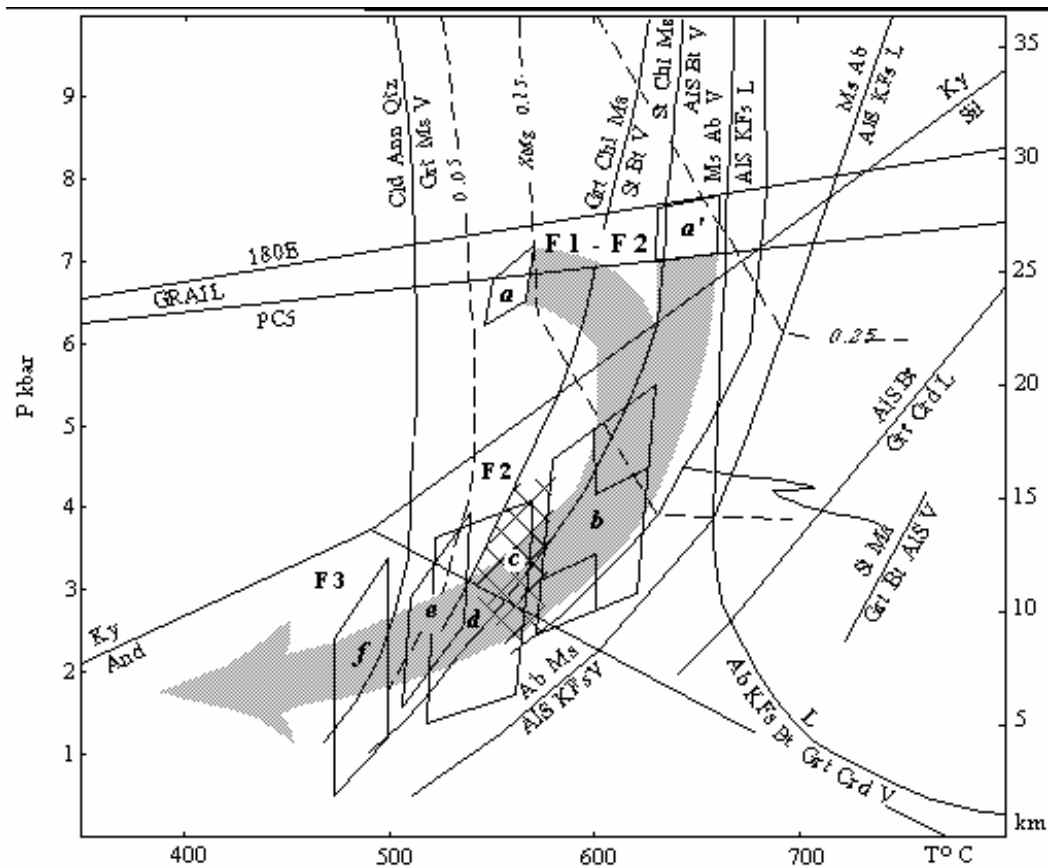 P kbar
9
8
7
6
5
4
3
2
1
400
500
600
700
T° C
35
30
25
20
15
10
5
km
Cld Ann Qtz
Grt Ms V
0.05
XMg 0.15
Grt Chl Ms
St Bt V
St Chl Ms
AlS Bt V
Ms Ab V
AlS KFs L
Ms Ab
AlS KFs L
Ky
Sil
180B
GRAIL
PC5
F 1 - F 2
a'
a
0.25
AlS Bt
Grt Crd L
F 2
b
c
St Ms
Grt Bt AlS V
F 3
e
d
f
Ky
And
Ab Ms
AlS KFs V
L
Ab KFs Bt Grt Crd V